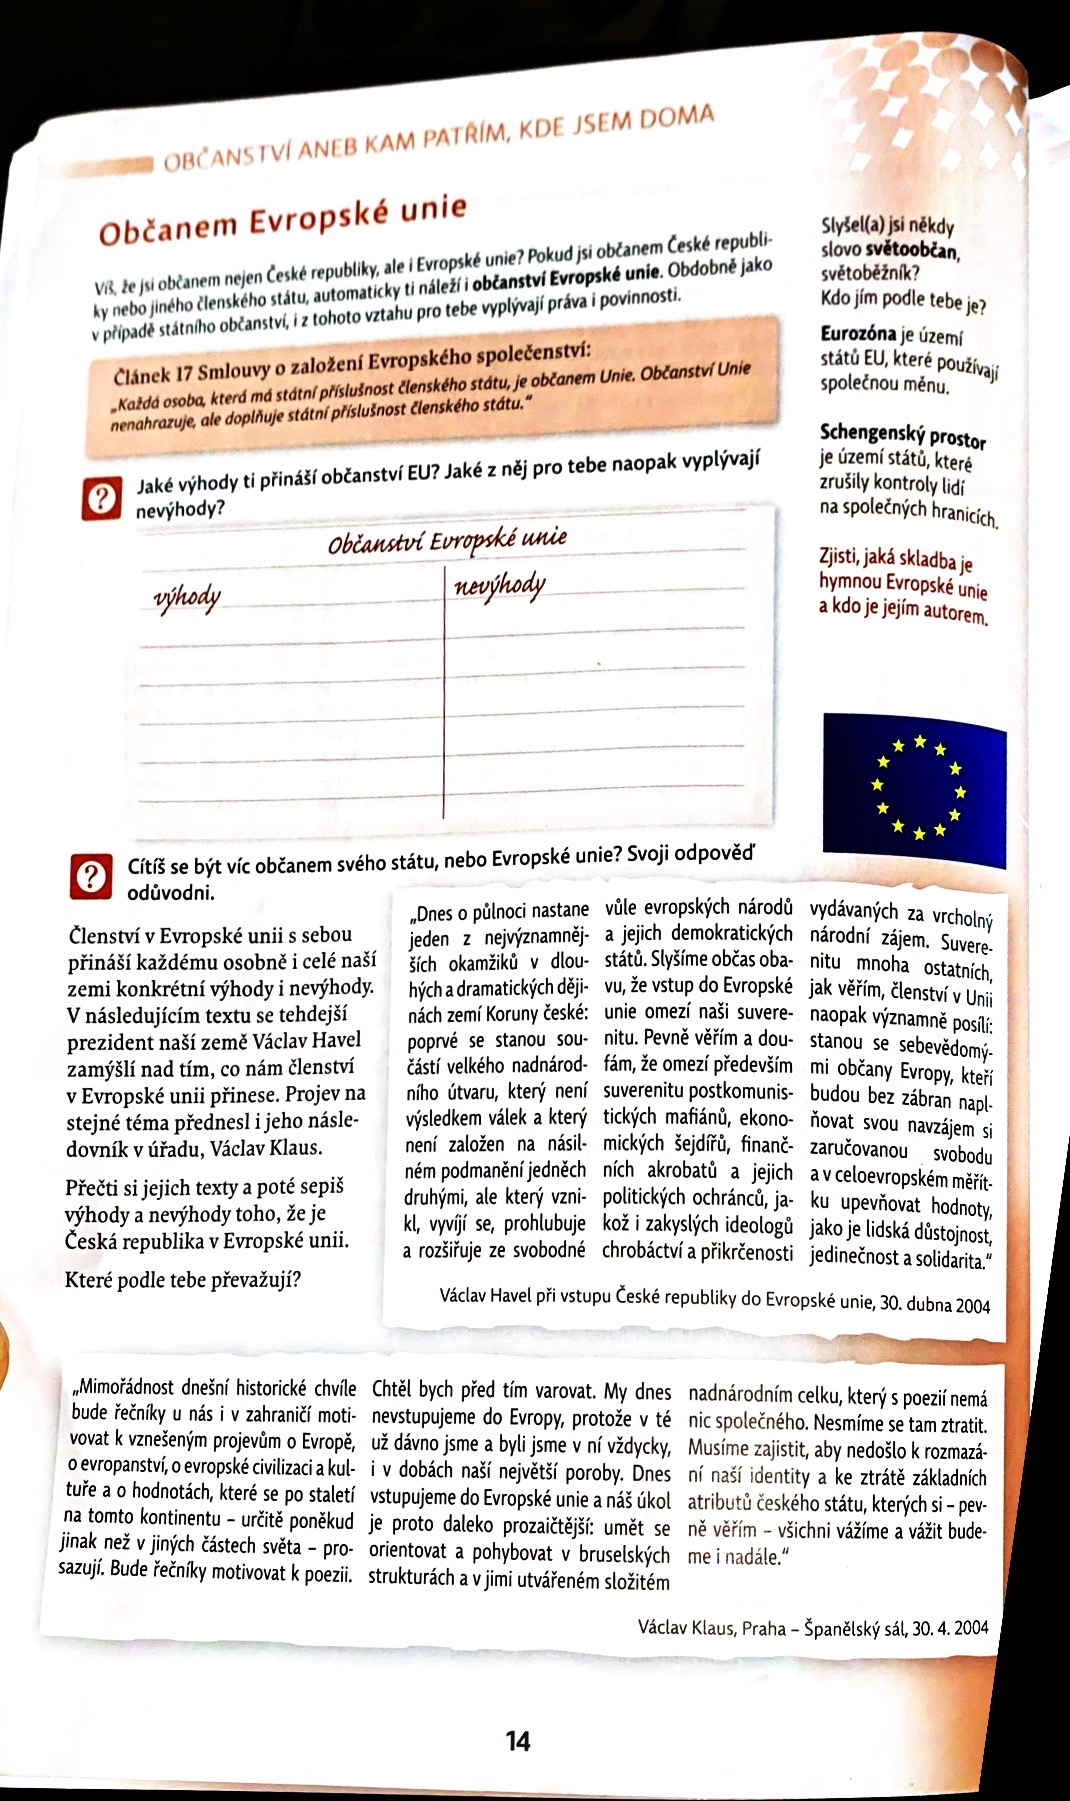 OBČANSTVÍ ANEB KAM PATŘÍM, KDE JSEM DOMA
Občanem Evropské unie
Víš, že jsi občanem nejen České republiky, ale i Evropské unie? Pokud jsi občanem České republi-
ky nebo jiného členského státu, automaticky ti náleží i občanství Evropské unie. Obdobně jako
v případě státního občanství, i z tohoto vztahu pro tebe vyplývají práva i povinnosti.
Článek 17 Smlouvy o založení Evropského společenství:
„Každá osoba, která má státní příslušnost členského státu, je občanem Unie. Občanství Unie
nenahrazuje, ale doplňuje státní příslušnost členského státu.“
? Jaké výhody ti přináší občanství EU? Jaké z něj pro tebe naopak vyplývají
nevýhody?
Občanství Evropské unie
výhody
nevýhody
? Cítíš se být víc občanem svého státu, nebo Evropské unie? Svoji odpověď
odůvodni.
Slyšel(a) jsi někdy
slovo světoobčan,
světoběžník?
Kdo jím podle tebe je?
Eurozóna je území
států EU, které používají
společnou měnu.
Schengenský prostor
je území států, které
zrušily kontroly lidí
na společných hranicích.
Zjisti, jaká skladba je
hymnou Evropské unie
a kdo je jejím autorem.
Členství v Evropské unii s sebou
přináší každému osobně i celé naší
zemi konkrétní výhody i nevýhody.
V následujícím textu se tehdejší
prezident naší země Václav Havel
zamýšlí nad tím, co nám členství
v Evropské unii přinese. Projev na
stejné téma přednesl i jeho násle-
dovník v úřadu, Václav Klaus.
Přečti si jejich texty a poté sepiš
výhody a nevýhody toho, že je
Česká republika v Evropské unii.
Které podle tebe převažují?
„Dnes o půlnoci nastane
jeden z nejvýznamněj-
ších okamžiků v dlou-
hých a dramatických ději-
nách zemí Koruny české:
poprvé se stanou sou-
částí velkého nadnárod-
ního útvaru, který není
výsledkem válek a který
není založen na násil-
ném podmanění jedněch
druhými, ale který vzni-
kl, vyvíjí se, prohlubuje
a rozšiřuje ze svobodné
vůle evropských národů
a jejich demokratických
států. Slyšíme občas oba-
vu, že vstup do Evropské
unie omezí naši suvere-
nitu. Pevně věřím a dou-
fám, že omezí především
suverenitu postkomunis-
tických mafiánů, ekono-
mických šejdířů, finanč-
ních akrobatů a jejich
politických ochránců, ja-
kož i zakyslých ideologů
chrobáctví a přikrčenosti
vydávaných za vrcholný
národní zájem. Suvere-
nitu mnoha ostatních,
jak věřím, členství v Unii
naopak významně posílí:
stanou se sebevědomý-
mi občany Evropy, kteří
budou bez zábran napl-
ňovat svou navzájem si
zaručovanou svobodu
a v celoevropském měřít-
ku upevňovat hodnoty,
jako je lidská důstojnost,
jedinečnost a solidarita.“
Václav Havel při vstupu České republiky do Evropské unie, 30. dubna 2004
„Mimořádnost dnešní historické chvíle
bude řečníky u nás i v zahraničí moti-
vovat k vznešeným projevům o Evropě,
o evropanství, o evropské civilizaci a kul-
tuře a o hodnotách, které se po staletí
na tomto kontinentu – určitě poněkud
jinak než v jiných částech světa – pro-
sazují. Bude řečníky motivovat k poezii.
Chtěl bych před tím varovat. My dnes
nevstupujeme do Evropy, protože v té
už dávno jsme a byli jsme v ní vždycky,
i v dobách naší největší poroby. Dnes
vstupujeme do Evropské unie a náš úkol
je proto daleko prozaičtější: umět se
orientovat a pohybovat v bruselských
strukturách a v jimi utvářeném složitém
nadnárodním celku, který s poezií nemá
nic společného. Nesmíme se tam ztratit.
Musíme zajistit, aby nedošlo k rozmazá-
ní naší identity a ke ztrátě základních
atributů českého státu, kterých si – pev-
ně věřím – všichni vážíme a vážit bude-
me i nadále.“
Václav Klaus, Praha – Španělský sál, 30. 4. 2004
14